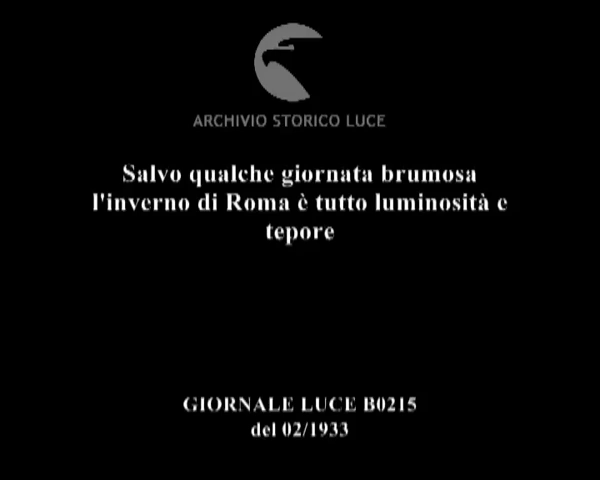 ARCHIVIO STORICO LUCE
Salvo qualche giornata brumosa
l'inverno di Roma è tutto luminosità e
tepore
GIORNALE LUCE B0215
del 02/1933